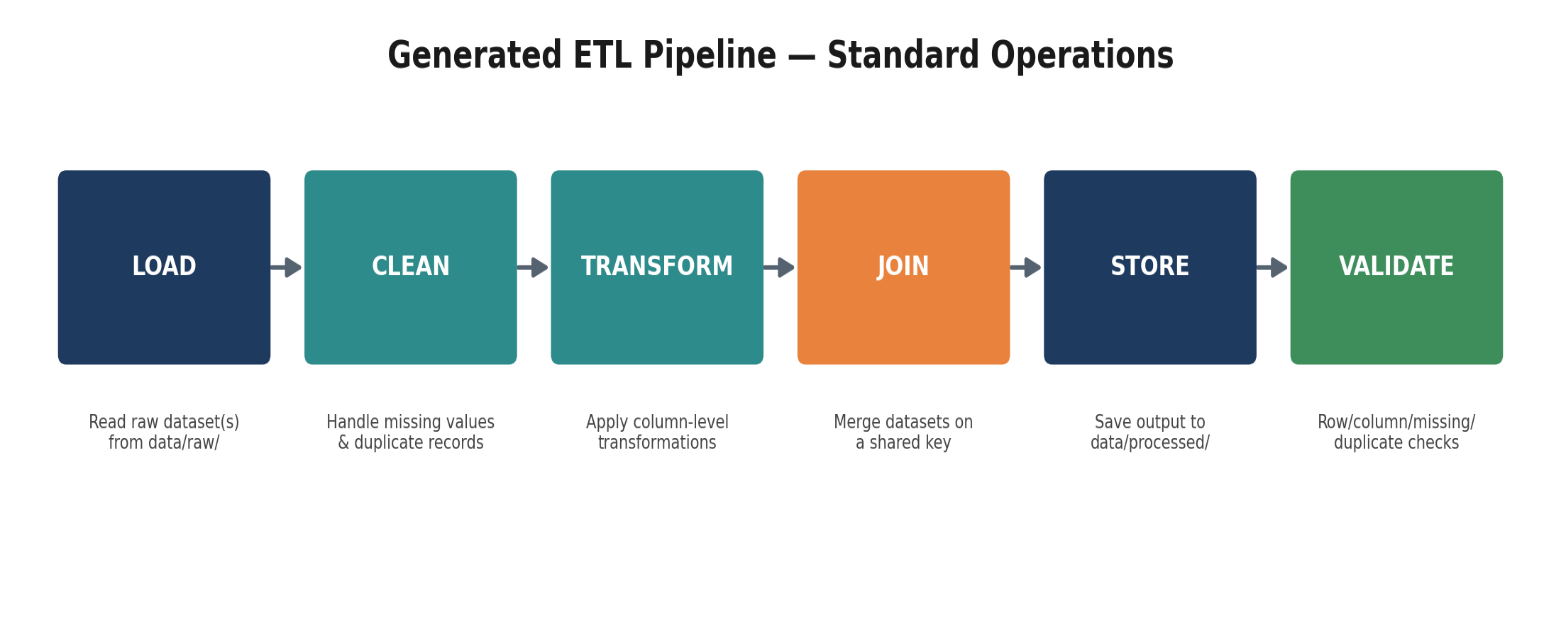 Generated ETL Pipeline — Standard Operations
LOAD
CLEAN
TRANSFORM
JOIN
STORE
VALIDATE
Read raw dataset(s)
from data/raw/
Handle missing values
& duplicate records
Apply column-level
transformations
Merge datasets on
a shared key
Save output to
data/processed/
Row/column/missing/
duplicate checks